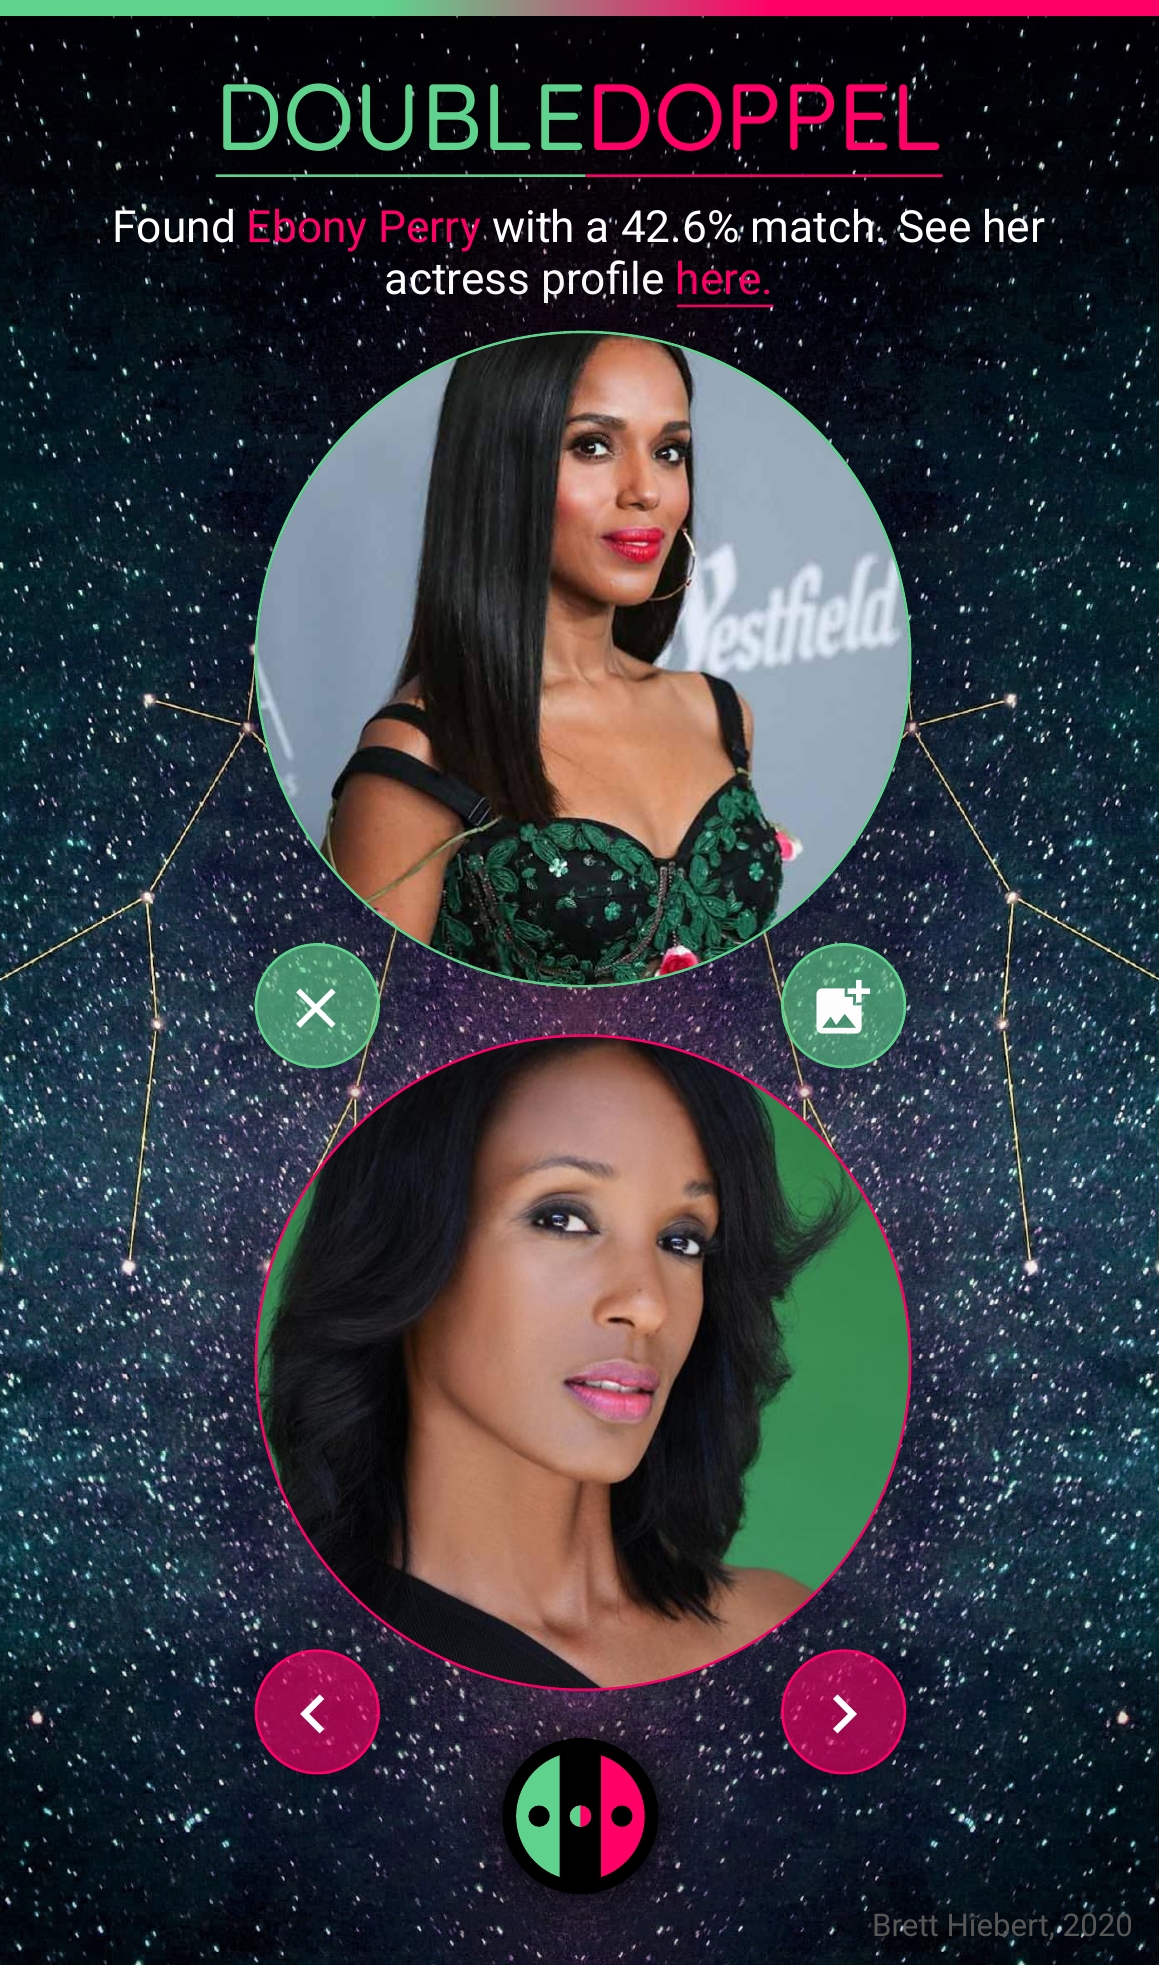 DOUBLEDOPPEL
Found Ebony Perry with a 42.6% match. See her
actress profile here.
Westfield
Brett Hiebert, 2020